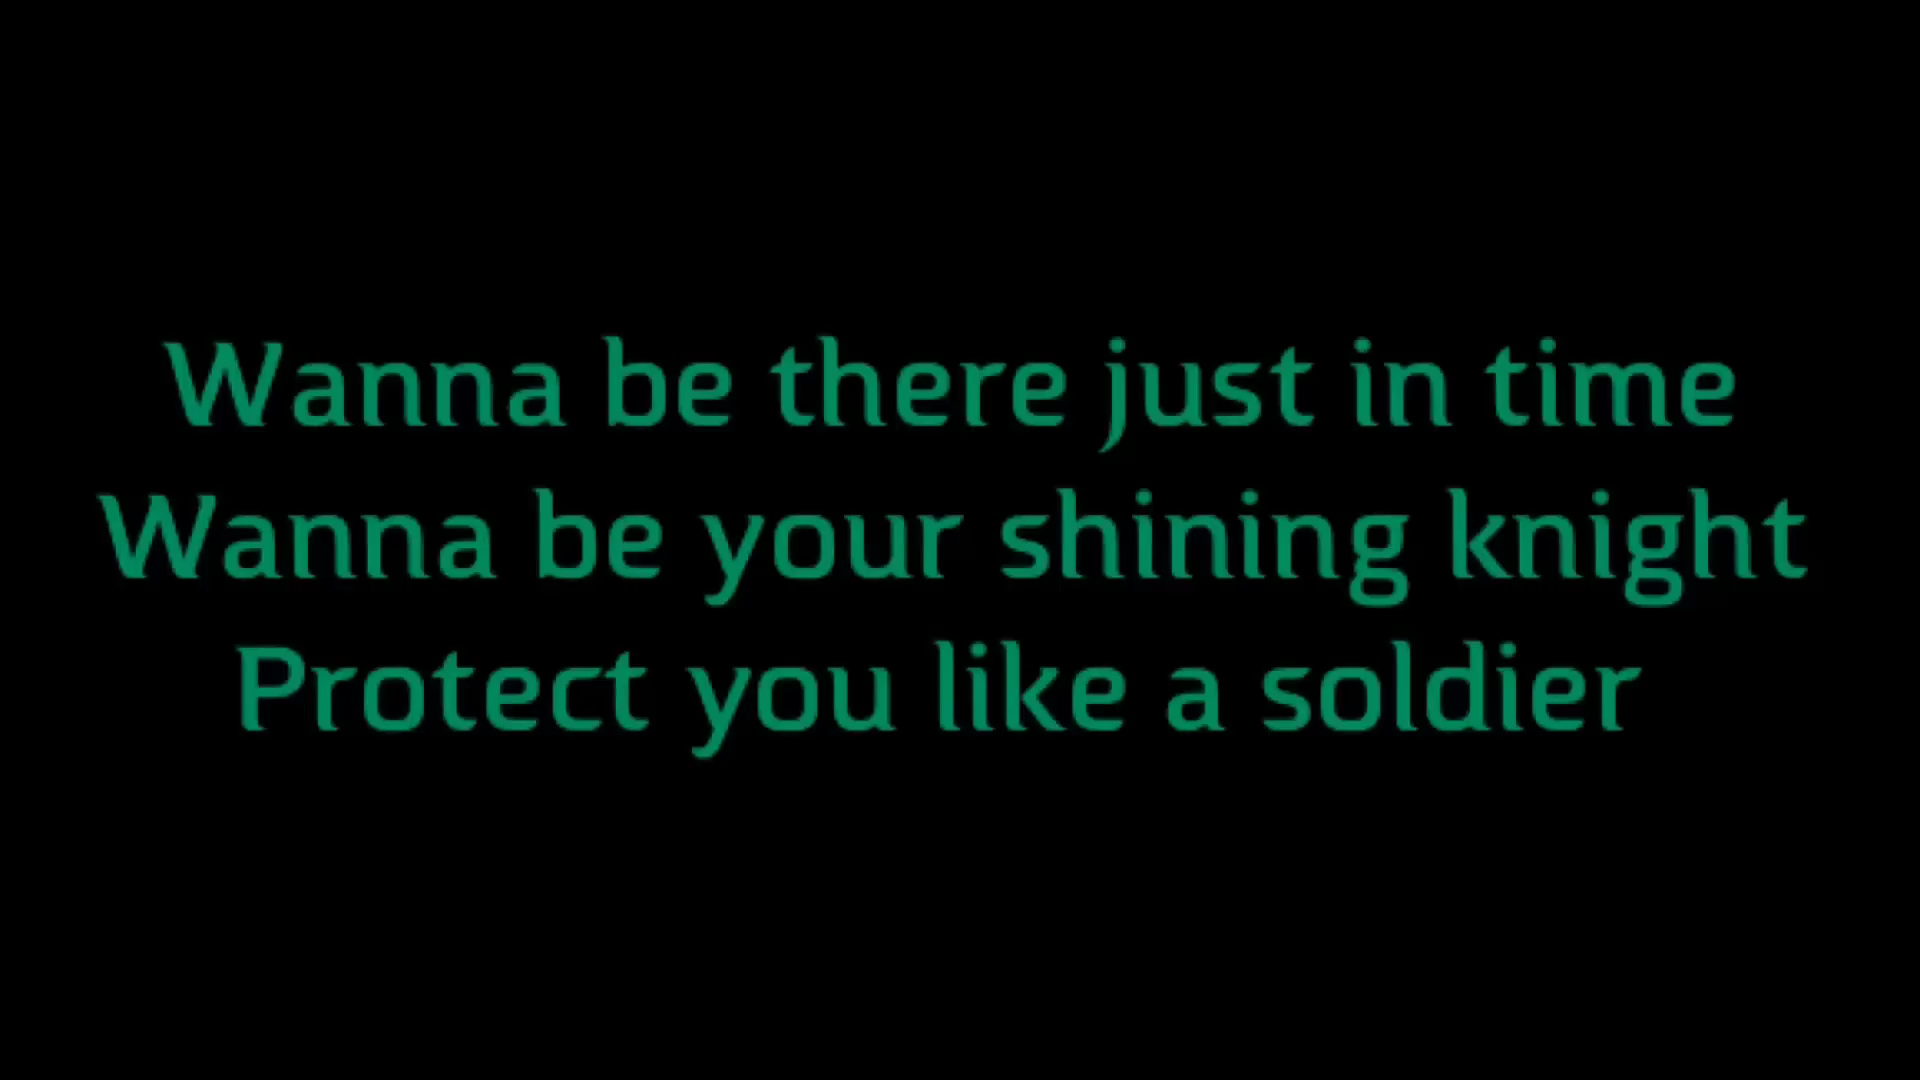 Wanna be there just in time
Wanna be your shining knight
Protect you like a soldier